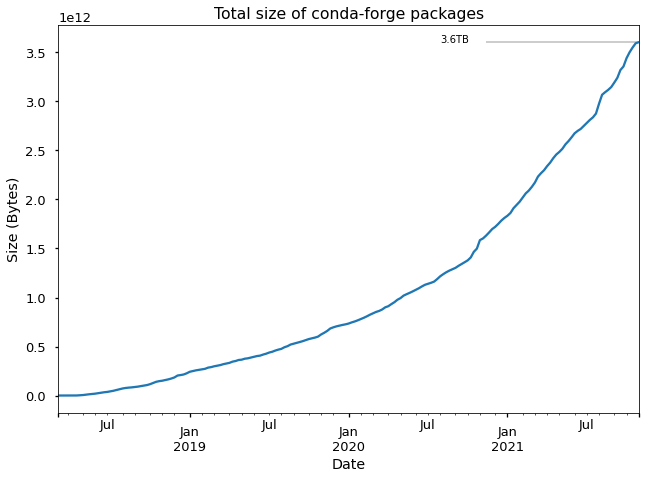 Total size of conda-forge packages
1e12
3.6TB
3.5
3.0
2.5
2.0
1.5
1.0
0.5
0.0
Size (Bytes)
Jul Jan Jul Jan Jul Jan Jul
2019 2020 2021
Date